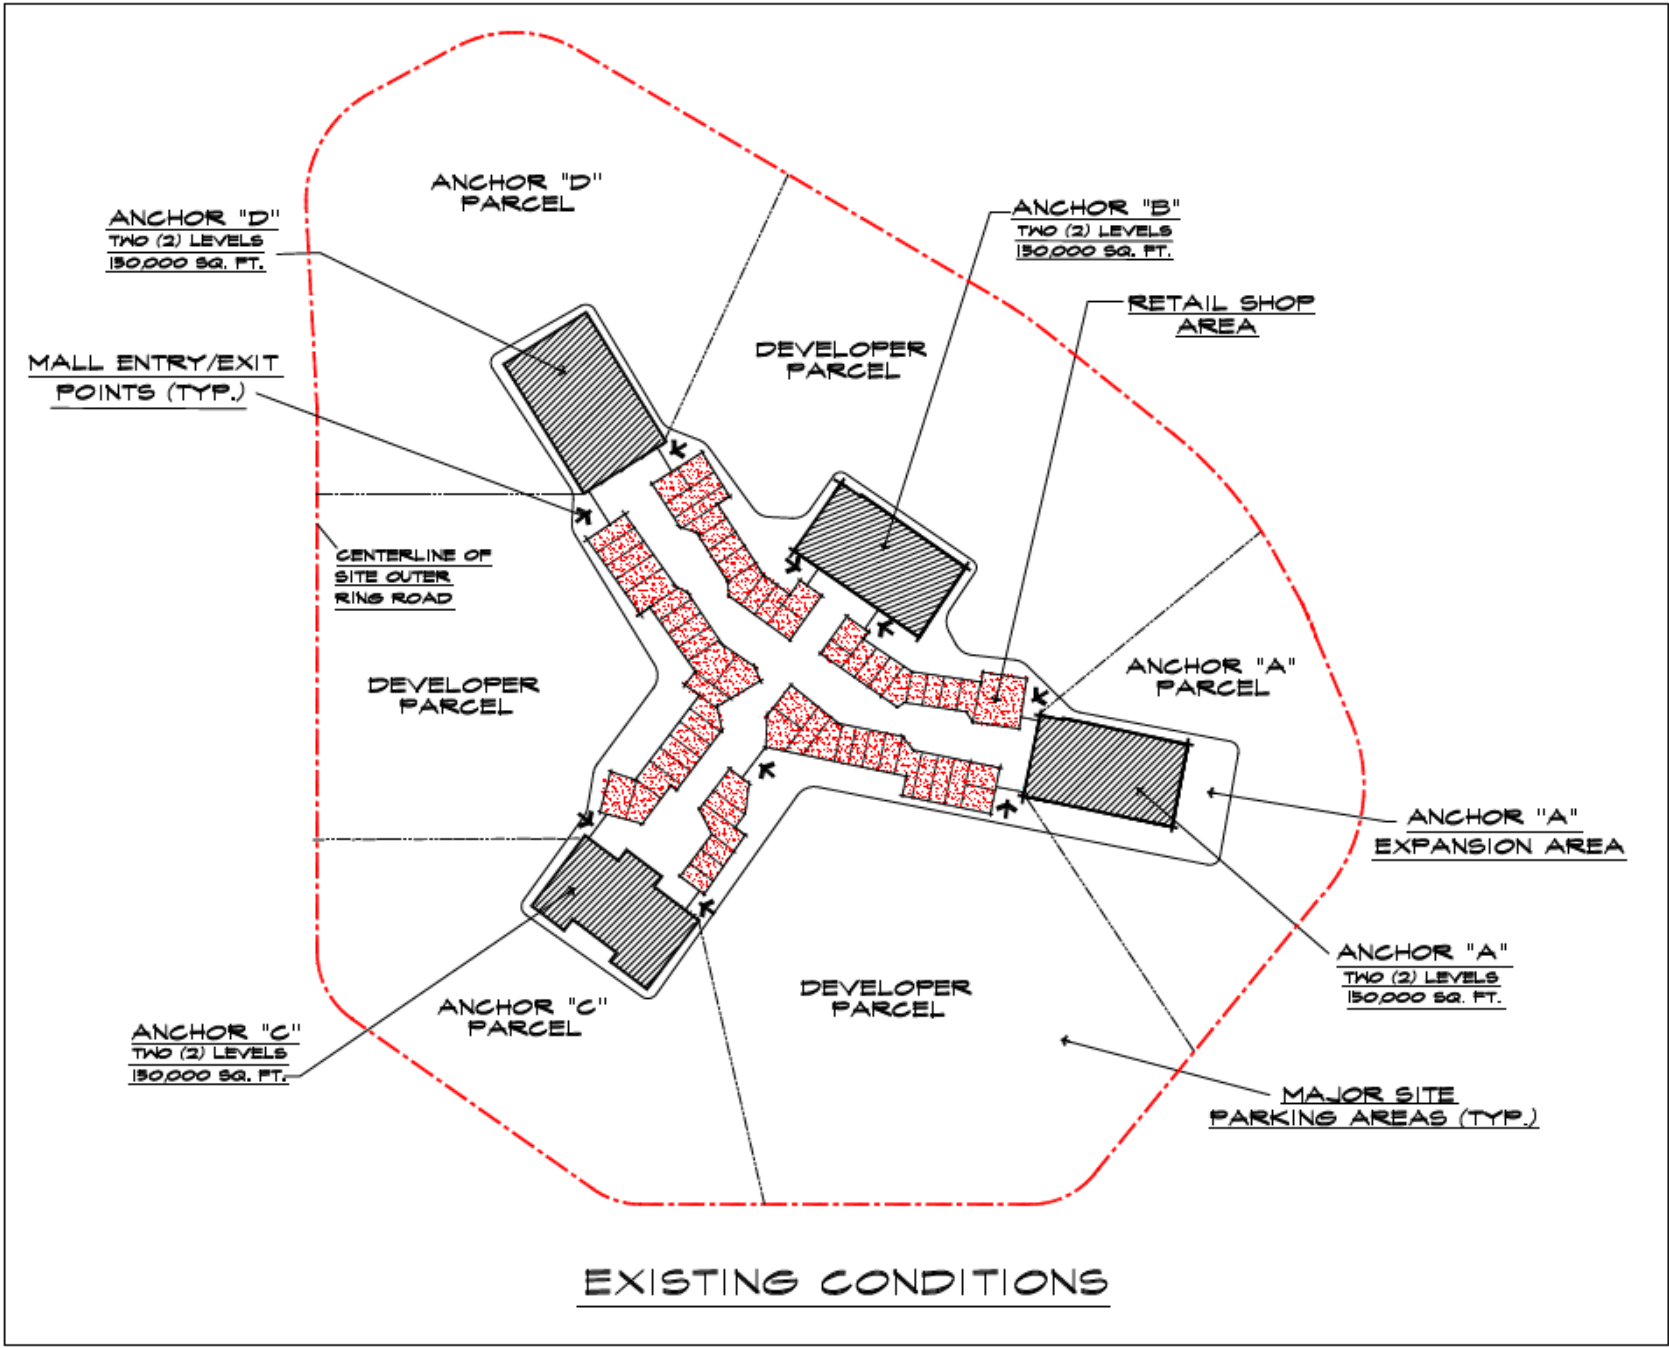 ANCHOR "D"
PARCEL
ANCHOR "D"
TWO (2) LEVELS
150,000 SQ. FT.
ANCHOR "B"
TWO (2) LEVELS
150,000 SQ. FT.
RETAIL SHOP
AREA
MALL ENTRY/EXIT
POINTS (TYP.)
DEVELOPER
PARCEL
CENTERLINE OF
SITE OUTER
RING ROAD
DEVELOPER
PARCEL
ANCHOR "A"
PARCEL
ANCHOR "A"
EXPANSION AREA
ANCHOR "A"
TWO (2) LEVELS
150,000 SQ. FT.
DEVELOPER
PARCEL
ANCHOR "C"
PARCEL
ANCHOR "C"
TWO (2) LEVELS
150,000 SQ. FT.
MAJOR SITE
PARKING AREAS (TYP.)
EXISTING CONDITIONS